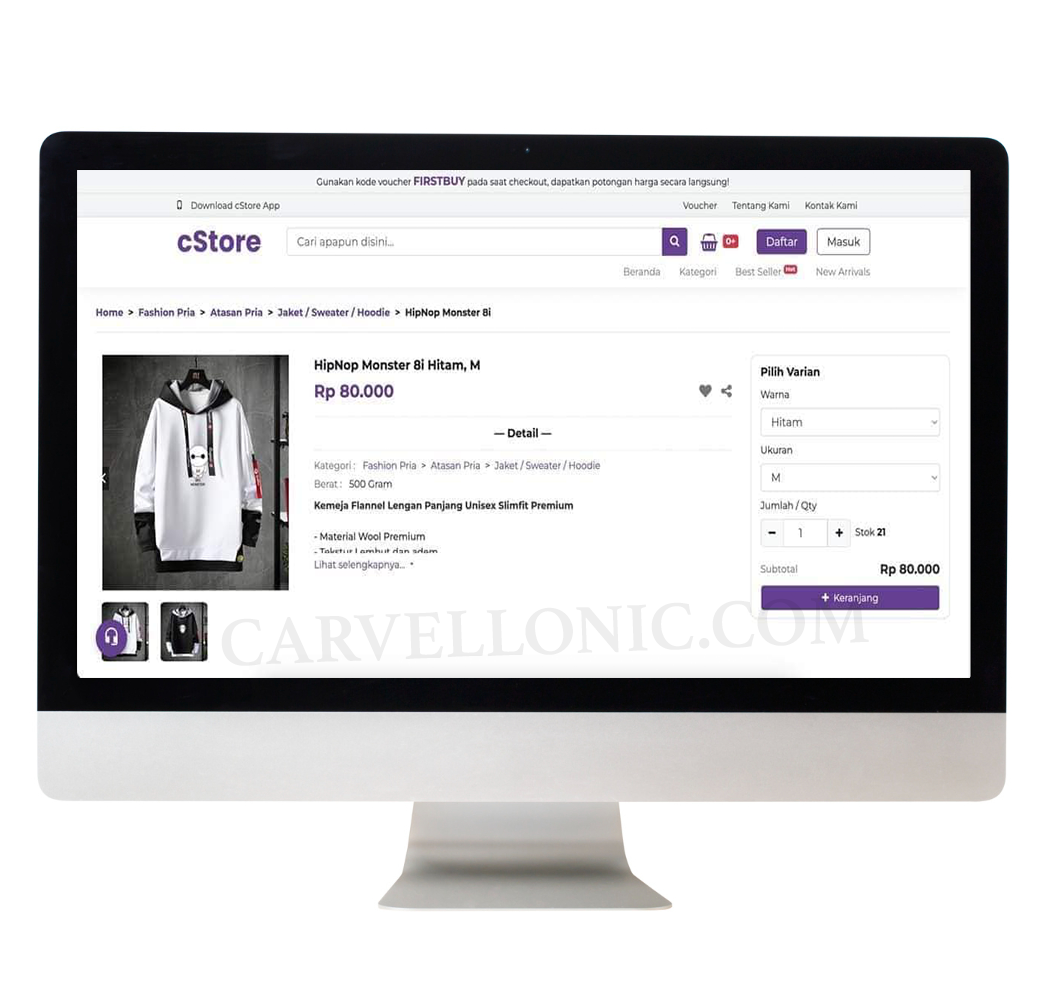 Gunakan kode voucher FIRSTBUY pada saat checkout, dapatkan potongan harga secara langsung!
Download cStore App
Voucher Tentang Kami Kontak Kami
cStore
Cari apapun disini...
0+
Daftar
Masuk
Beranda Kategori Best Seller Hot New Arrivals
Home > Fashion Pria > Atasan Pria > Jaket / Sweater / Hoodie > HipNop Monster 8i
HipNop Monster 8i Hitam, M
Rp 80.000
— Detail —
Kategori : Fashion Pria > Atasan Pria > Jaket / Sweater / Hoodie
Berat : 500 Gram
Kemeja Flannel Lengan Panjang Unisex Slimfit Premium
- Material Wool Premium
- Tekstur Lembut dan adem
Lihat selengkapnya...
Pilih Varian
Warna
Hitam
Ukuran
M
Jumlah / Qty
- 1 + Stok 21
Subtotal Rp 80.000
+ Keranjang
CARVELLONIC.COM